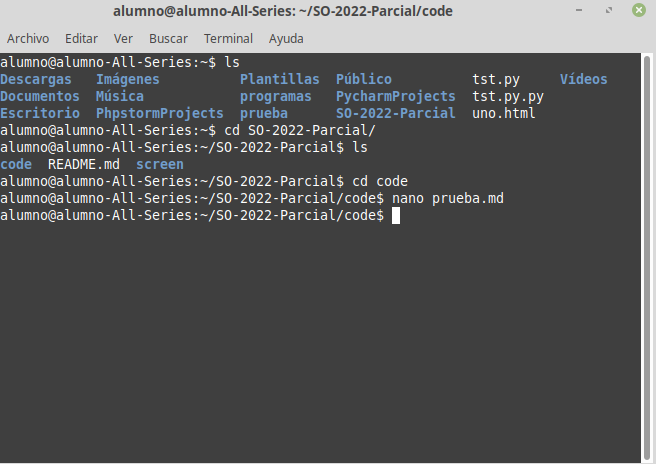 alumno@alumno-All-Series: ~/SO-2022-Parcial/code
Archivo Editar Ver Buscar Terminal Ayuda
alumno@alumno-All-Series:~$ ls
Descargas Imágenes Plantillas Público tst.py Vídeos
Documentos Música programas PycharmProjects tst.py.py
Escritorio PhpstormProjects prueba SO-2022-Parcial uno.html
alumno@alumno-All-Series:~$ cd SO-2022-Parcial/
alumno@alumno-All-Series:~/SO-2022-Parcial$ ls
code README.md screen
alumno@alumno-All-Series:~/SO-2022-Parcial$ cd code
alumno@alumno-All-Series:~/SO-2022-Parcial/code$ nano prueba.md
alumno@alumno-All-Series:~/SO-2022-Parcial/code$